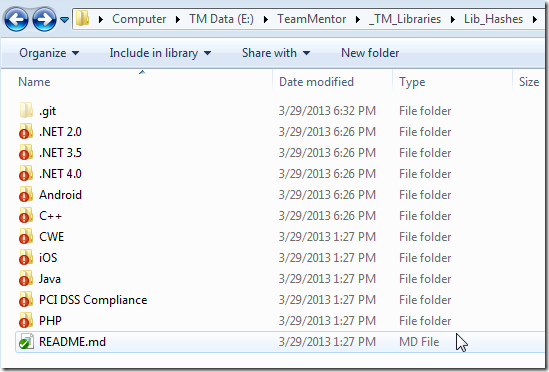 Computer TM Data (E:) TeamMentor _TM_Libraries Lib_Hashes
Organize Include in library Share with New folder
Name Date modified Type Size
.git 3/29/2013 6:32 PM File folder
.NET 2.0 3/29/2013 6:26 PM File folder
.NET 3.5 3/29/2013 6:26 PM File folder
.NET 4.0 3/29/2013 6:26 PM File folder
Android 3/29/2013 6:26 PM File folder
C++ 3/29/2013 6:26 PM File folder
CWE 3/29/2013 1:27 PM File folder
iOS 3/29/2013 1:27 PM File folder
Java 3/29/2013 1:27 PM File folder
PCI DSS Compliance 3/29/2013 1:27 PM File folder
PHP 3/29/2013 1:27 PM File folder
README.md 3/29/2013 1:27 PM MD File